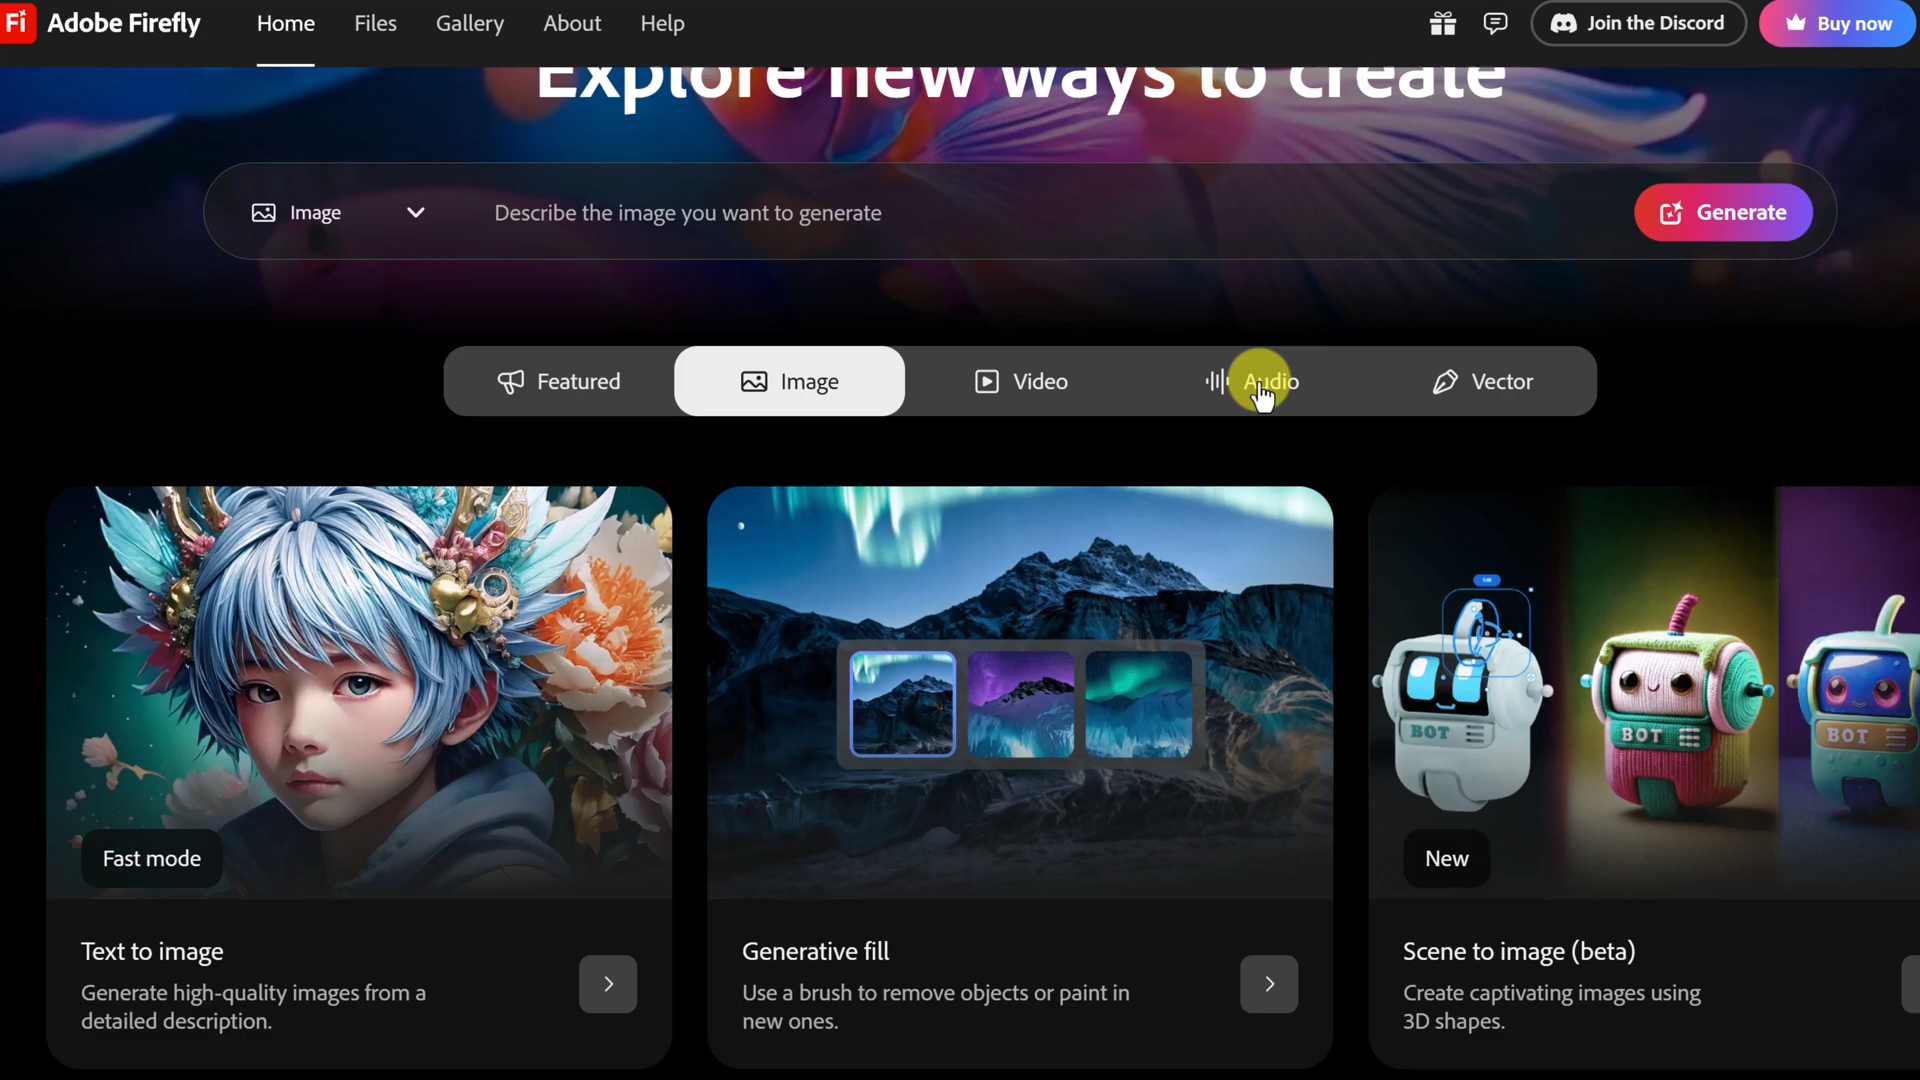 Fi Adobe Firefly Home Files Gallery About Help Join the Discord Buy now
Explore new ways to create
Image Describe the image you want to generate Generate
Featured Image Video Audio Vector
BOT BOT BOT
Fast mode
New
Text to image
Generate high-quality images from a
detailed description.
Generative fill
Use a brush to remove objects or paint in
new ones.
Scene to image (beta)
Create captivating images using
3D shapes.